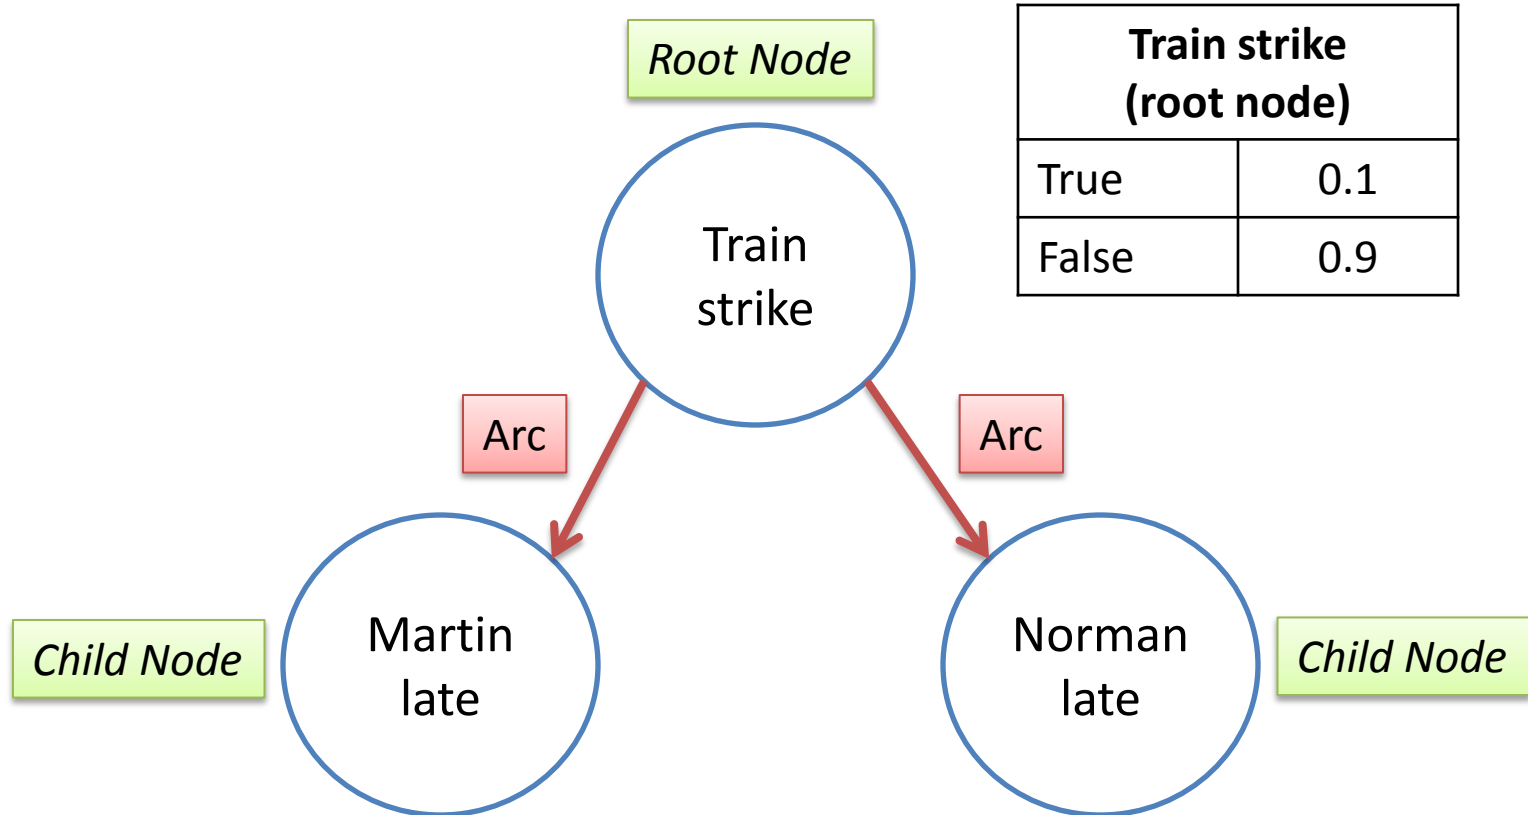 Root Node
Train strike
(root node)
True 0.1
False 0.9
Train
strike
Arc
Arc
Child Node
Martin
late
Norman
late
Child Node